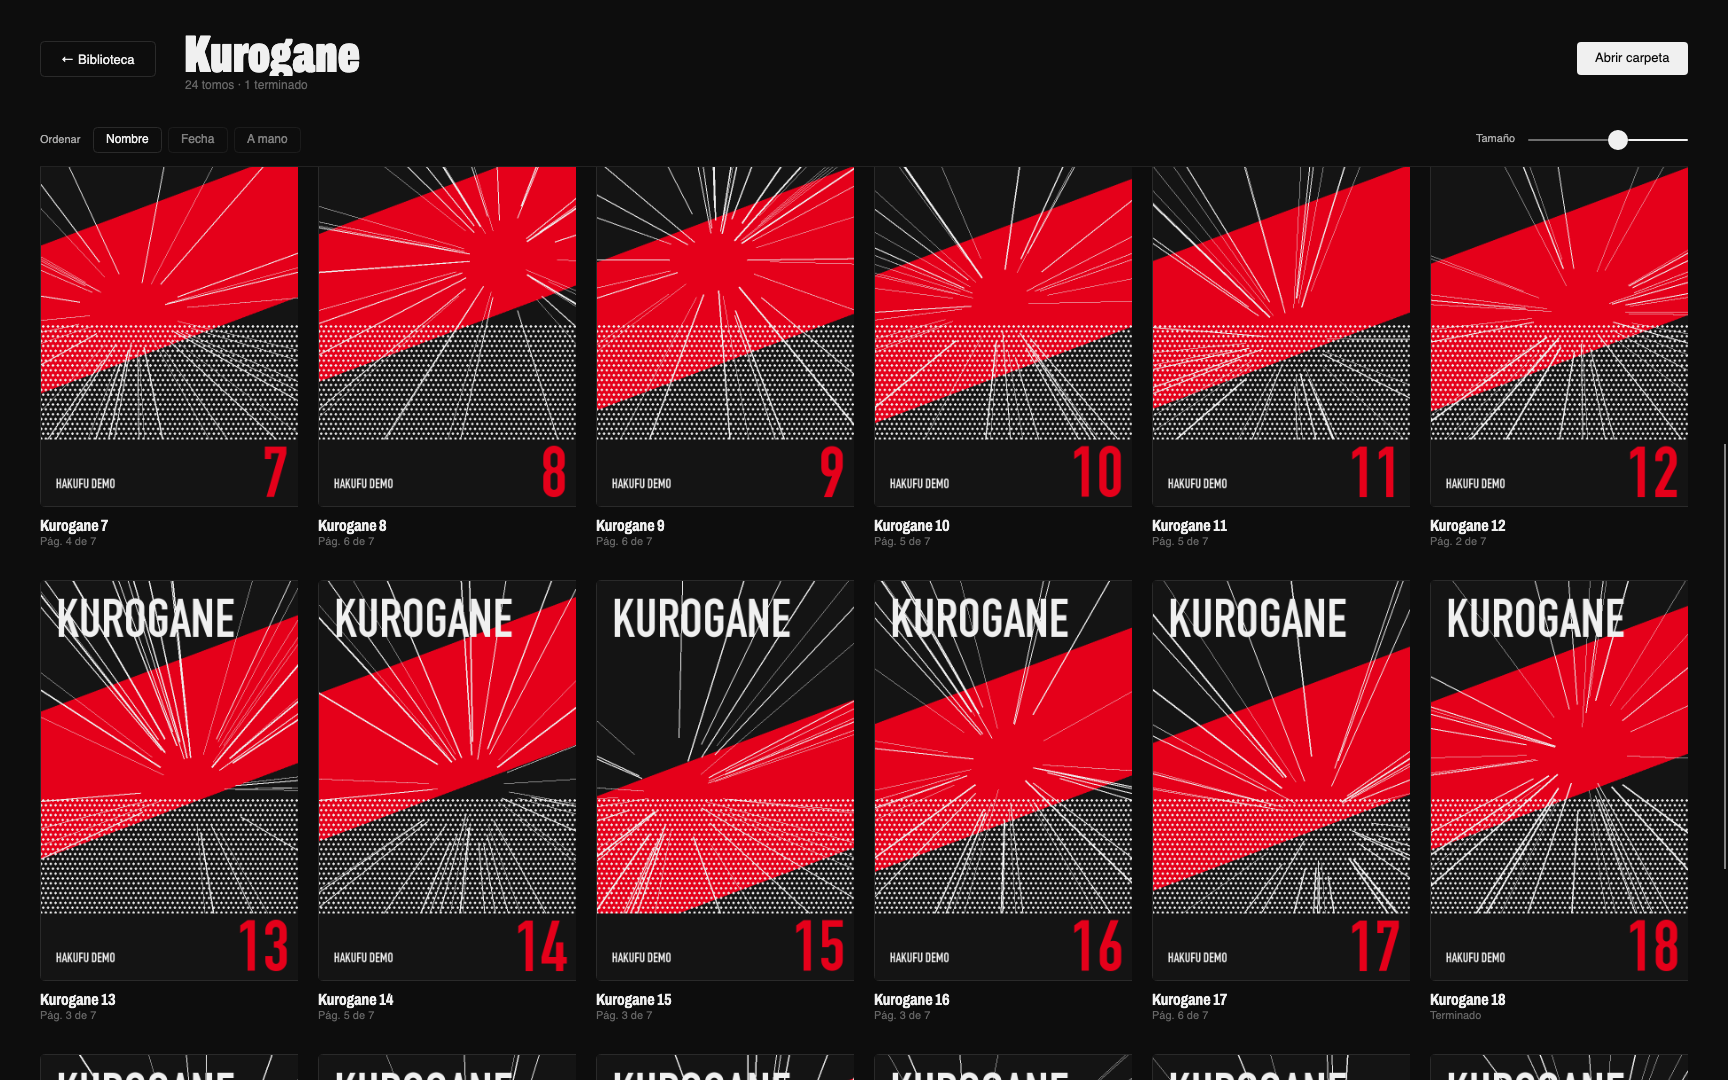 ← Biblioteca
Kurogane
24 tomos · 1 terminado
Abrir carpeta
Ordenar
Nombre
Fecha
A mano
Tamaño
HAKUFU DEMO 7
HAKUFU DEMO 8
HAKUFU DEMO 9
HAKUFU DEMO 10
HAKUFU DEMO 11
HAKUFU DEMO 12
Kurogane 7
Pág. 4 de 7
Kurogane 8
Pág. 6 de 7
Kurogane 9
Pág. 6 de 7
Kurogane 10
Pág. 5 de 7
Kurogane 11
Pág. 5 de 7
Kurogane 12
Pág. 2 de 7
KUROGANE
HAKUFU DEMO 13
KUROGANE
HAKUFU DEMO 14
KUROGANE
HAKUFU DEMO 15
KUROGANE
HAKUFU DEMO 16
KUROGANE
HAKUFU DEMO 17
KUROGANE
HAKUFU DEMO 18
Kurogane 13
Pág. 3 de 7
Kurogane 14
Pág. 5 de 7
Kurogane 15
Pág. 3 de 7
Kurogane 16
Pág. 3 de 7
Kurogane 17
Pág. 6 de 7
Kurogane 18
Terminado
KUROGANE
KUROGANE
KUROGANE
KUROGANE
KUROGANE
KUROGANE